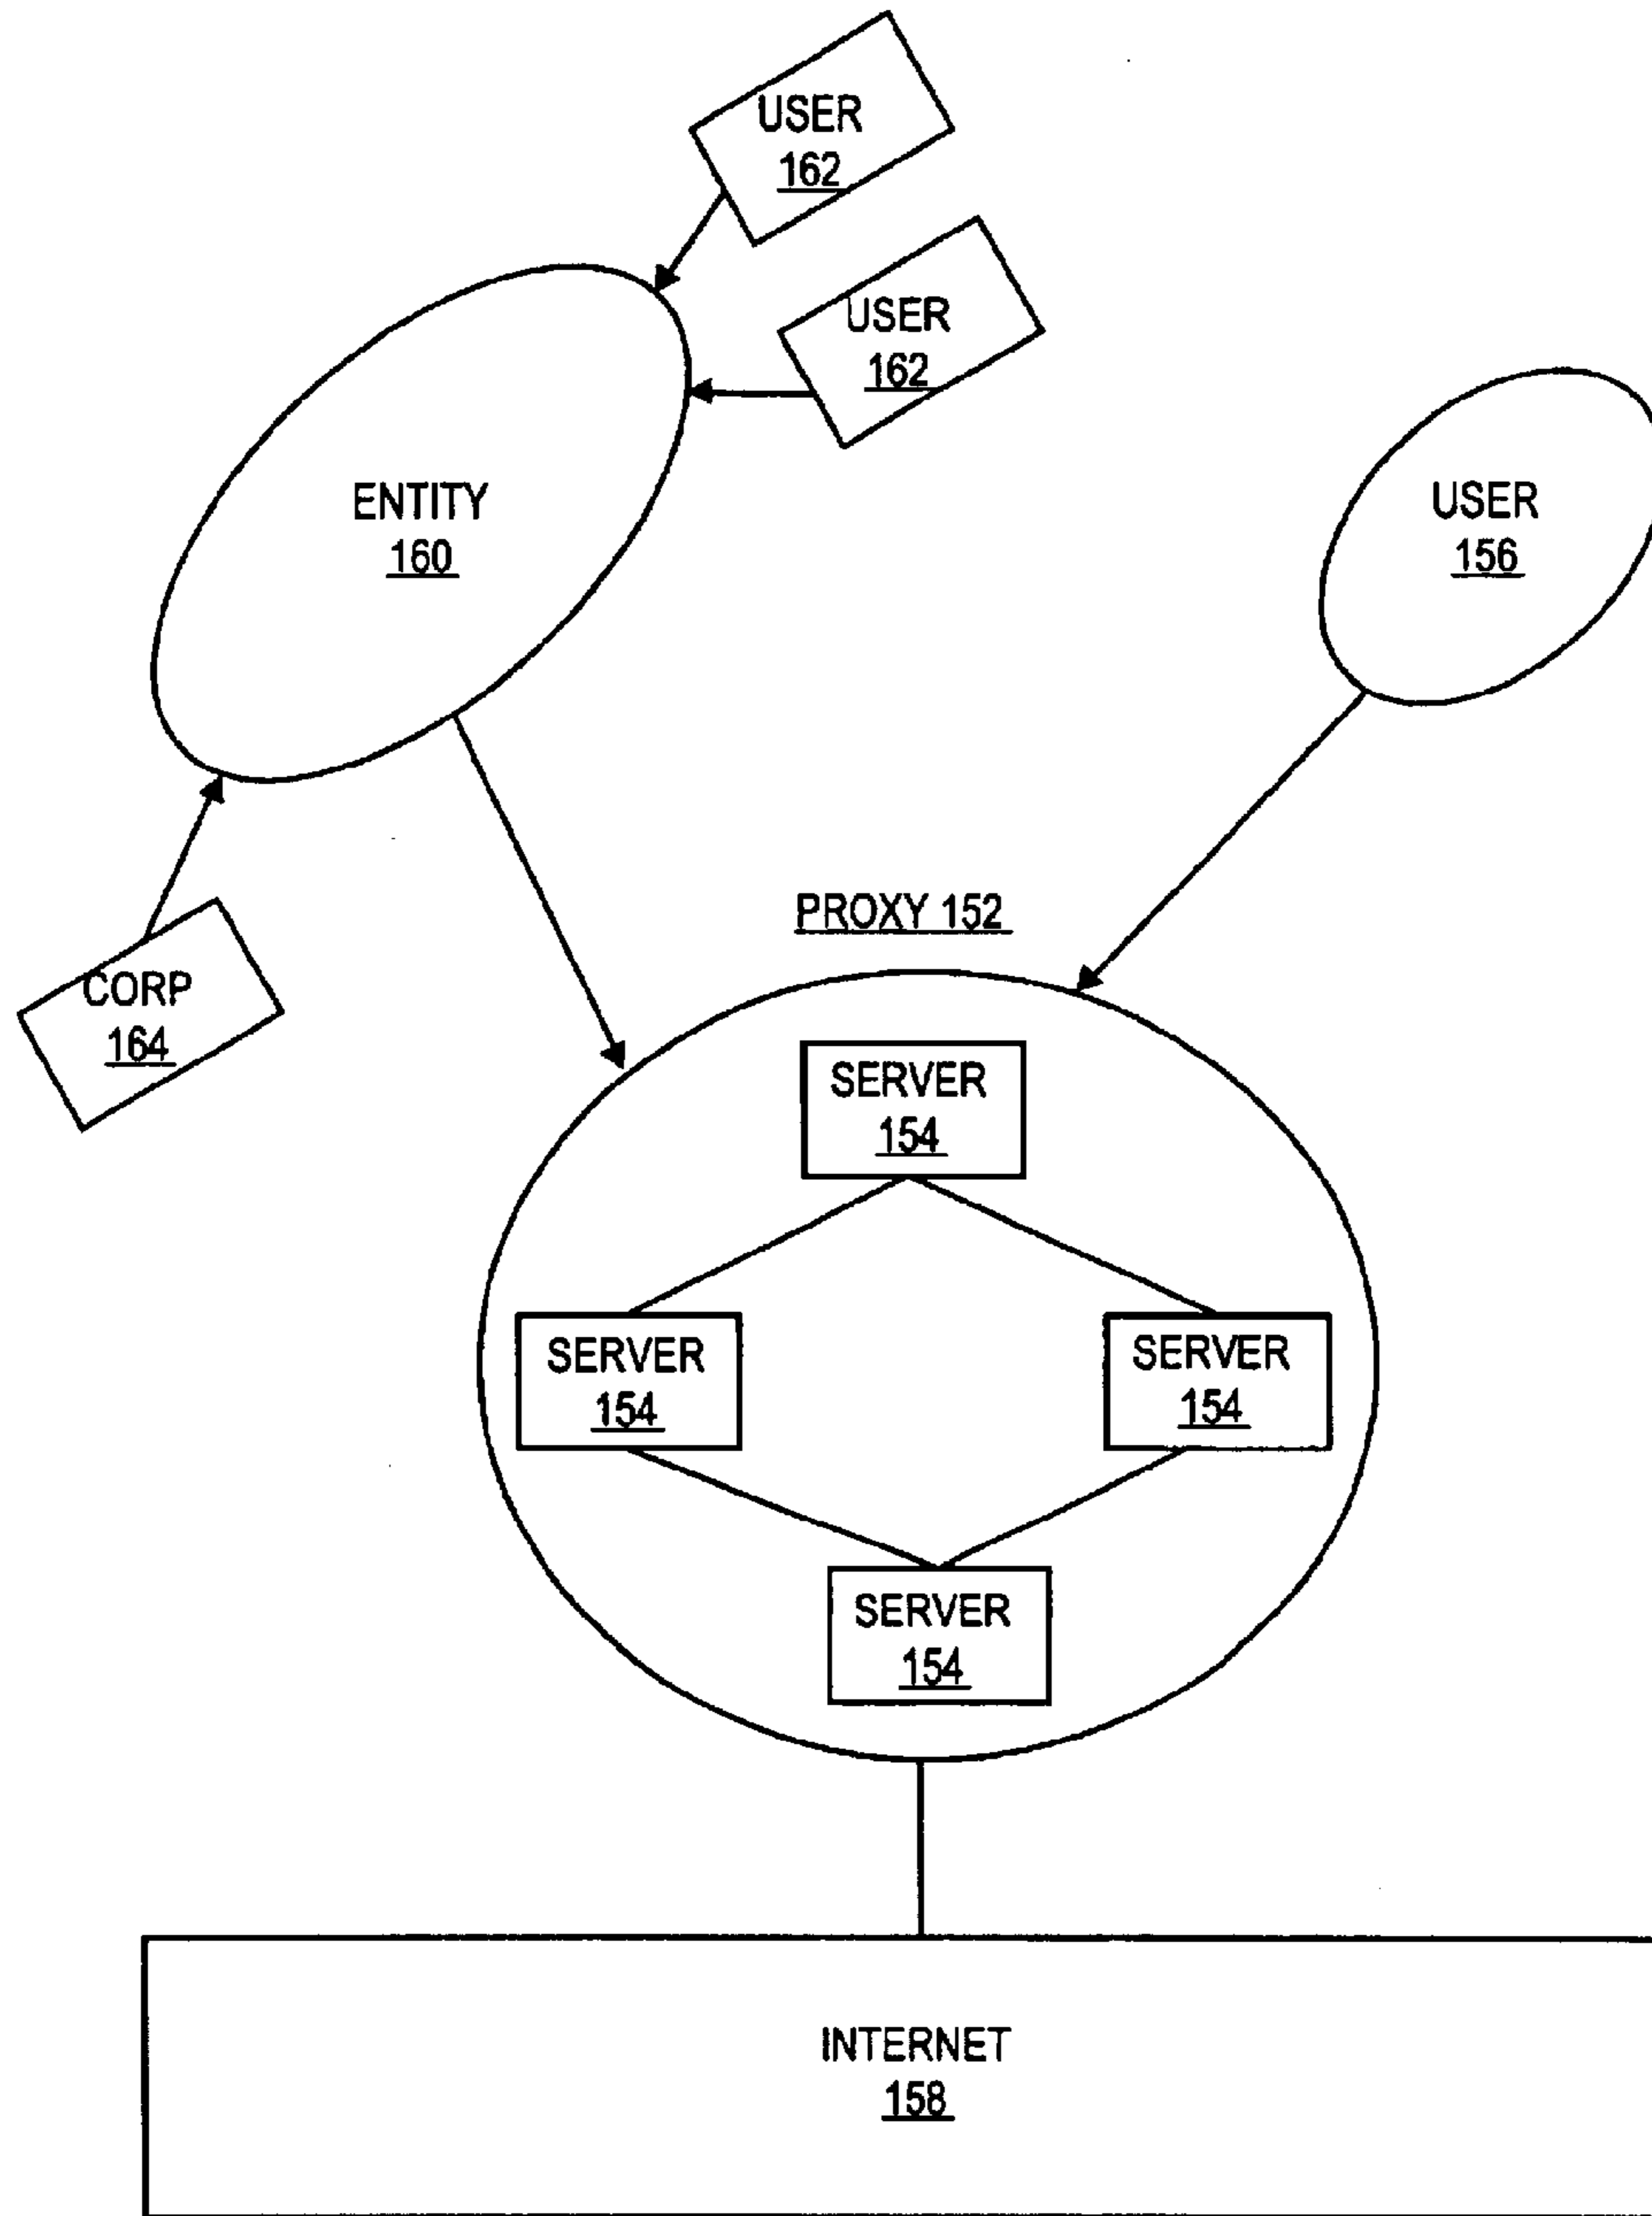 USER
162
USER
162
ENTITY
160
USER
156
PROXY 152
CORP
164
SERVER
154
SERVER
154
SERVER
154
SERVER
154
INTERNET
158